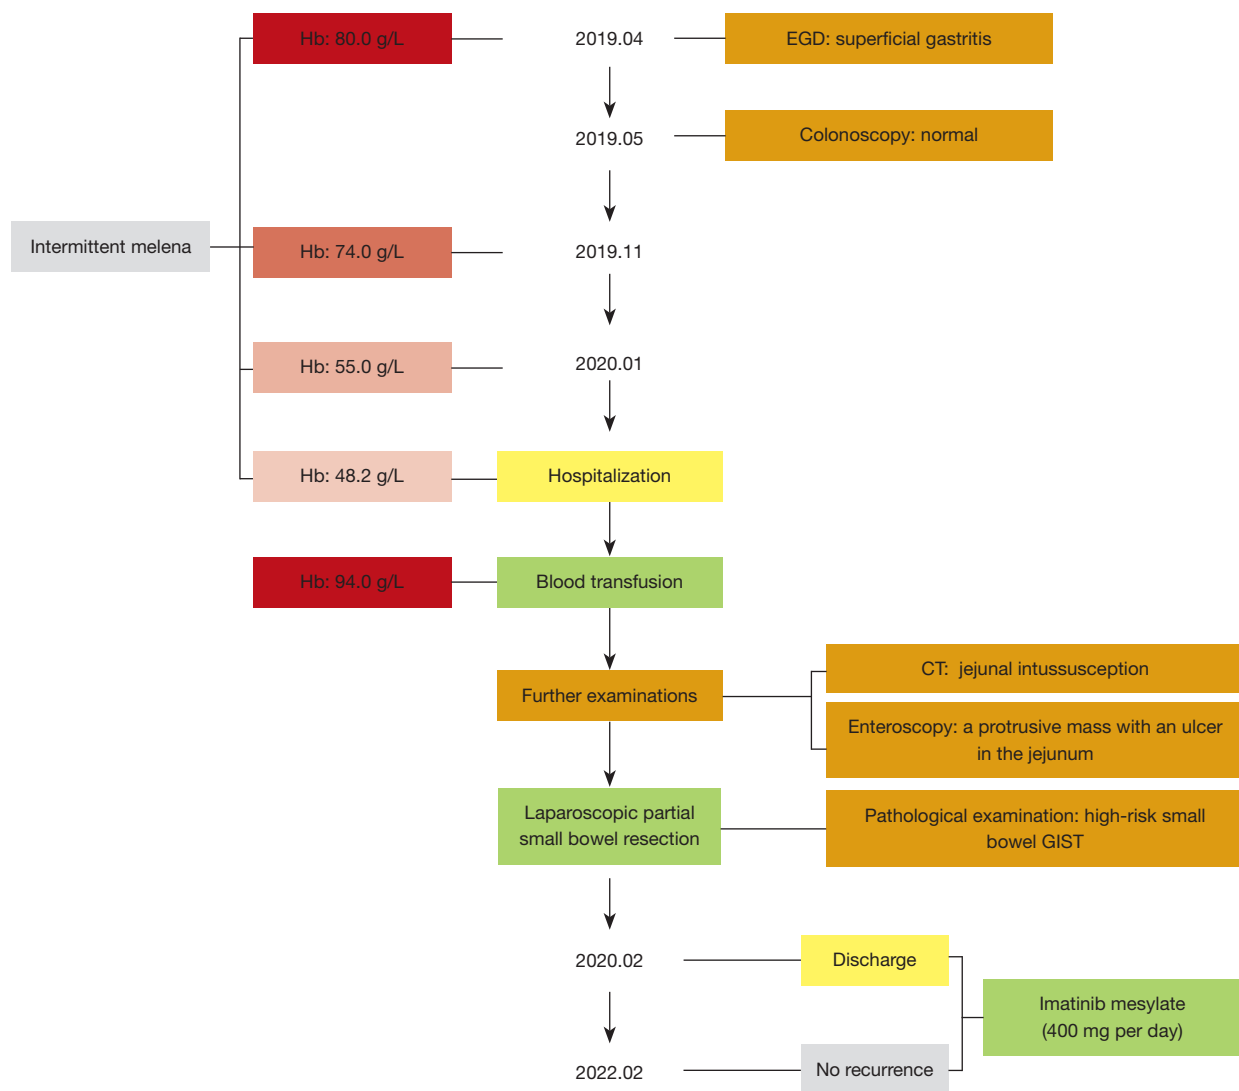 Hb: 80.0 g/L
2019.04
EGD: superficial gastritis
2019.05
Colonoscopy: normal
Intermittent melena
Hb: 74.0 g/L
2019.11
Hb: 55.0 g/L
2020.01
Hb: 48.2 g/L
Hospitalization
Hb: 94.0 g/L
Blood transfusion
Further examinations
CT: jejunal intussusception
Enteroscopy: a protrusive mass with an ulcer
in the jejunum
Laparoscopic partial
small bowel resection
Pathological examination: high-risk small
bowel GIST
2020.02
Discharge
Imatinib mesylate
(400 mg per day)
2022.02
No recurrence